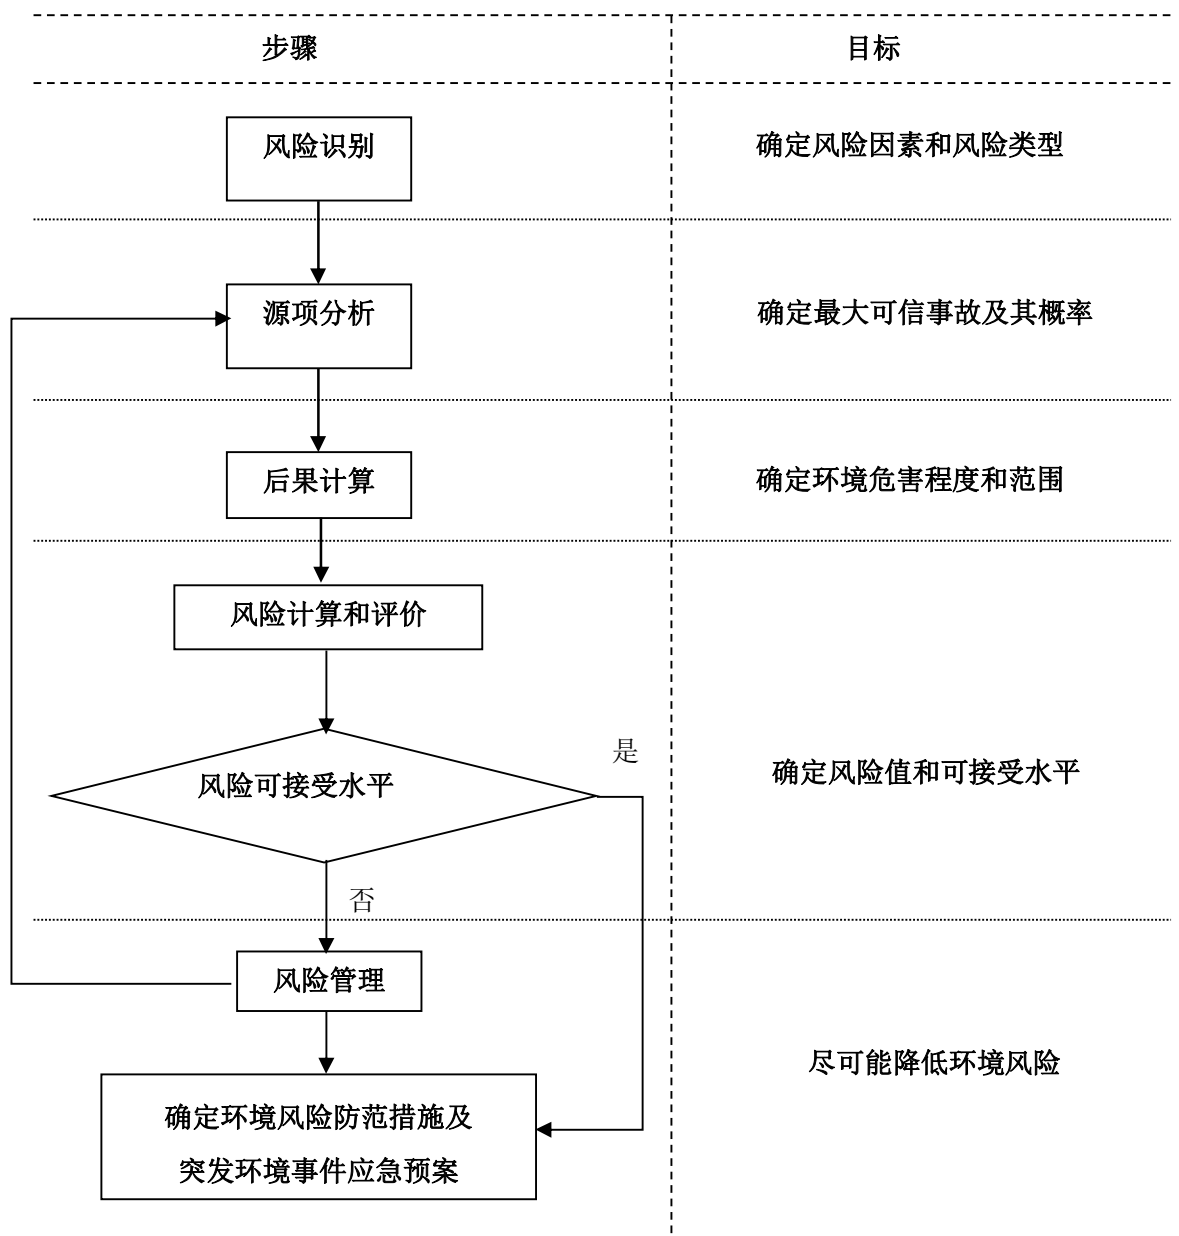 步骤
目标
风险识别
确定风险因素和风险类型
源项分析
确定最大可信事故及其概率
后果计算
确定环境危害程度和范围
风险计算和评价
是
风险可接受水平
确定风险值和可接受水平
否
风险管理
尽可能降低环境风险
确定环境风险防范措施及
突发环境事件应急预案